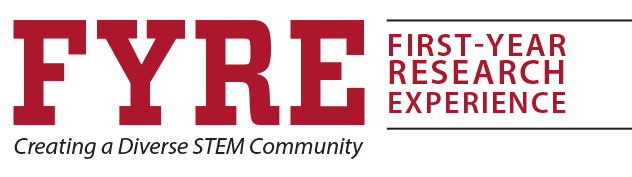 FYRE
Creating a Diverse STEM Community
FIRST-YEAR
RESEARCH
EXPERIENCE